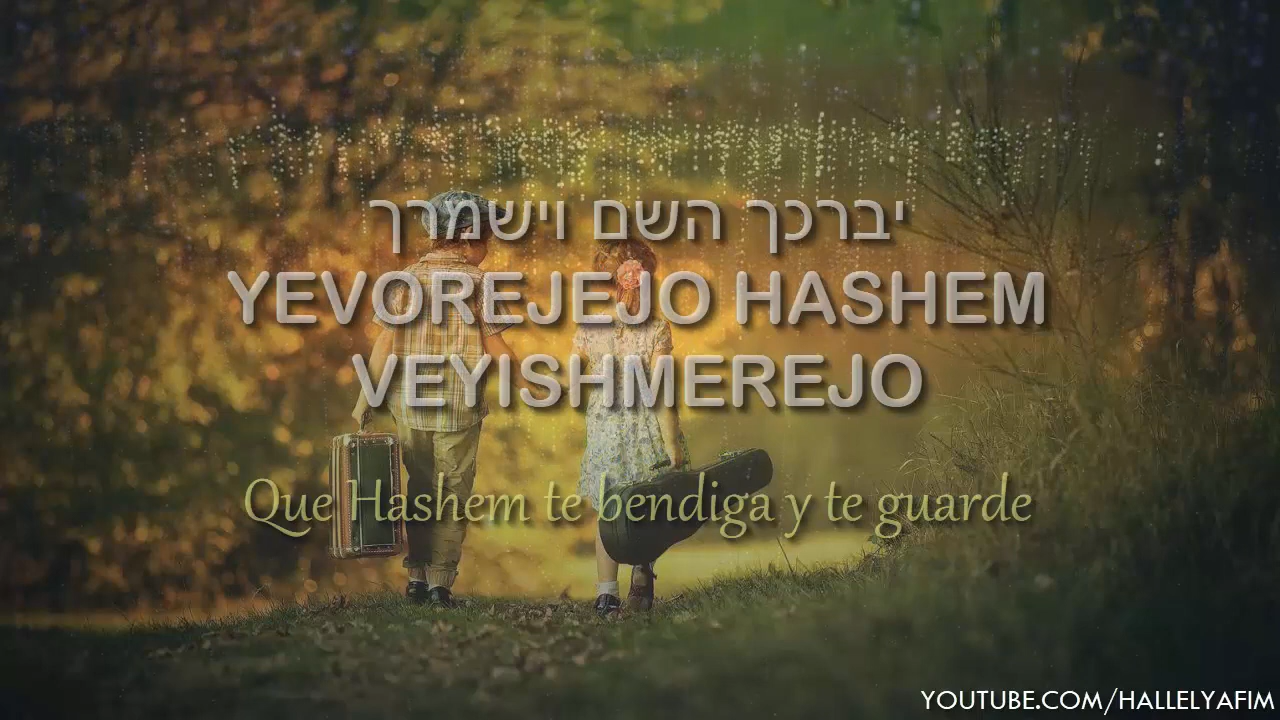 יברכך השם וישמרך
YEVOREJEJO HASHEM
VEYISHMEREJO
Que Hashem te bendiga y te guarde
YOUTUBE.COM/HALLELYAFIM